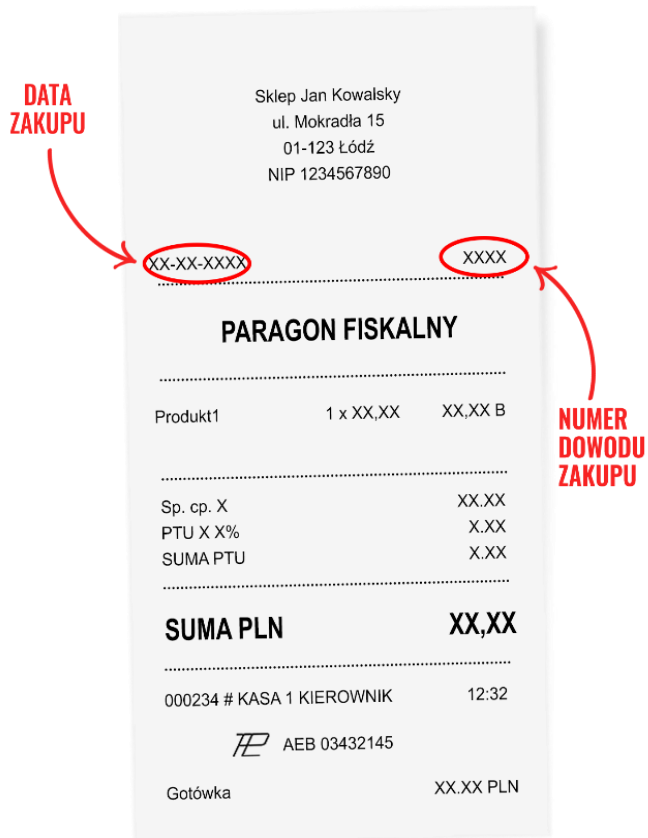 DATA
ZAKUPU
Sklep Jan Kowalsky
ul. Mokradła 15
01-123 Łódź
NIP 1234567890
XX-XX-XXXX XXXX
PARAGON FISKALNY
Produkt1 1 x XX,XX XX,XX B
NUMER
DOWODU
ZAKUPU
Sp. cp. X XX.XX
PTU X X% X.XX
SUMA PTU X.XX
SUMA PLN XX,XX
000234 # KASA 1 KIEROWNIK 12:32
AEB 03432145
Gotówka XX.XX PLN